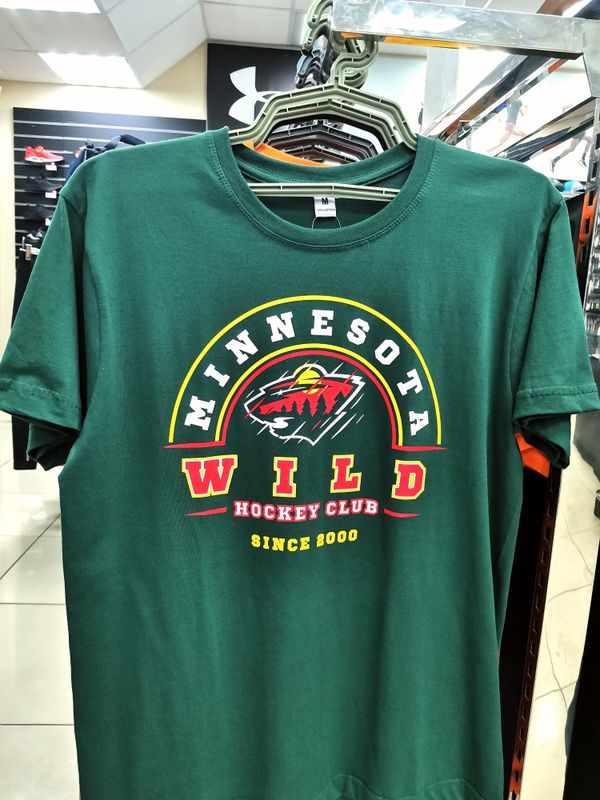 M
MINNESOTA
WILD
HOCKEY CLUB
SINCE 2000